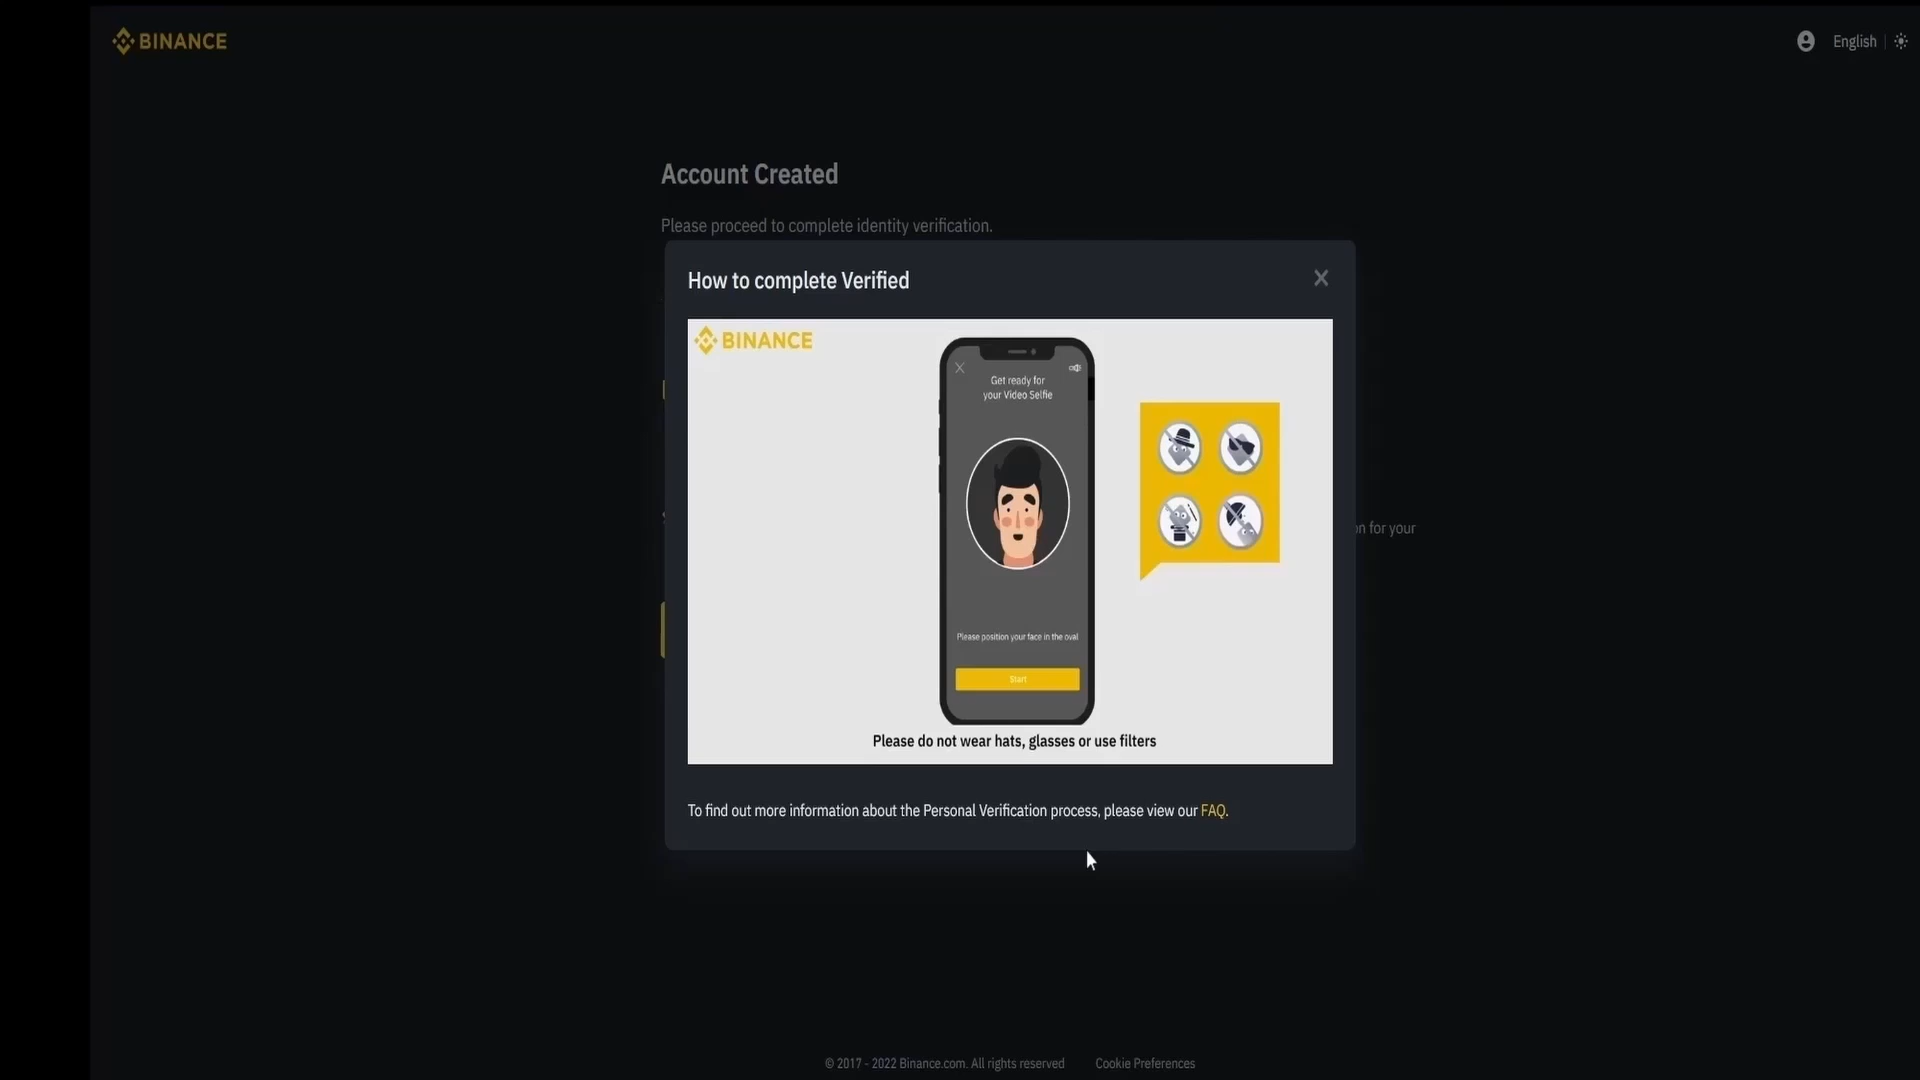 BINANCE
English
Account Created
Please proceed to complete identity verification.
How to complete Verified
BINANCE
Get ready for
your Video Selfie
Please position your face in the oval
Start
Please do not wear hats, glasses or use filters
for your
To find out more information about the Personal Verification process, please view our FAQ.
© 2017 - 2022 Binance.com. All rights reserved
Cookie Preferences